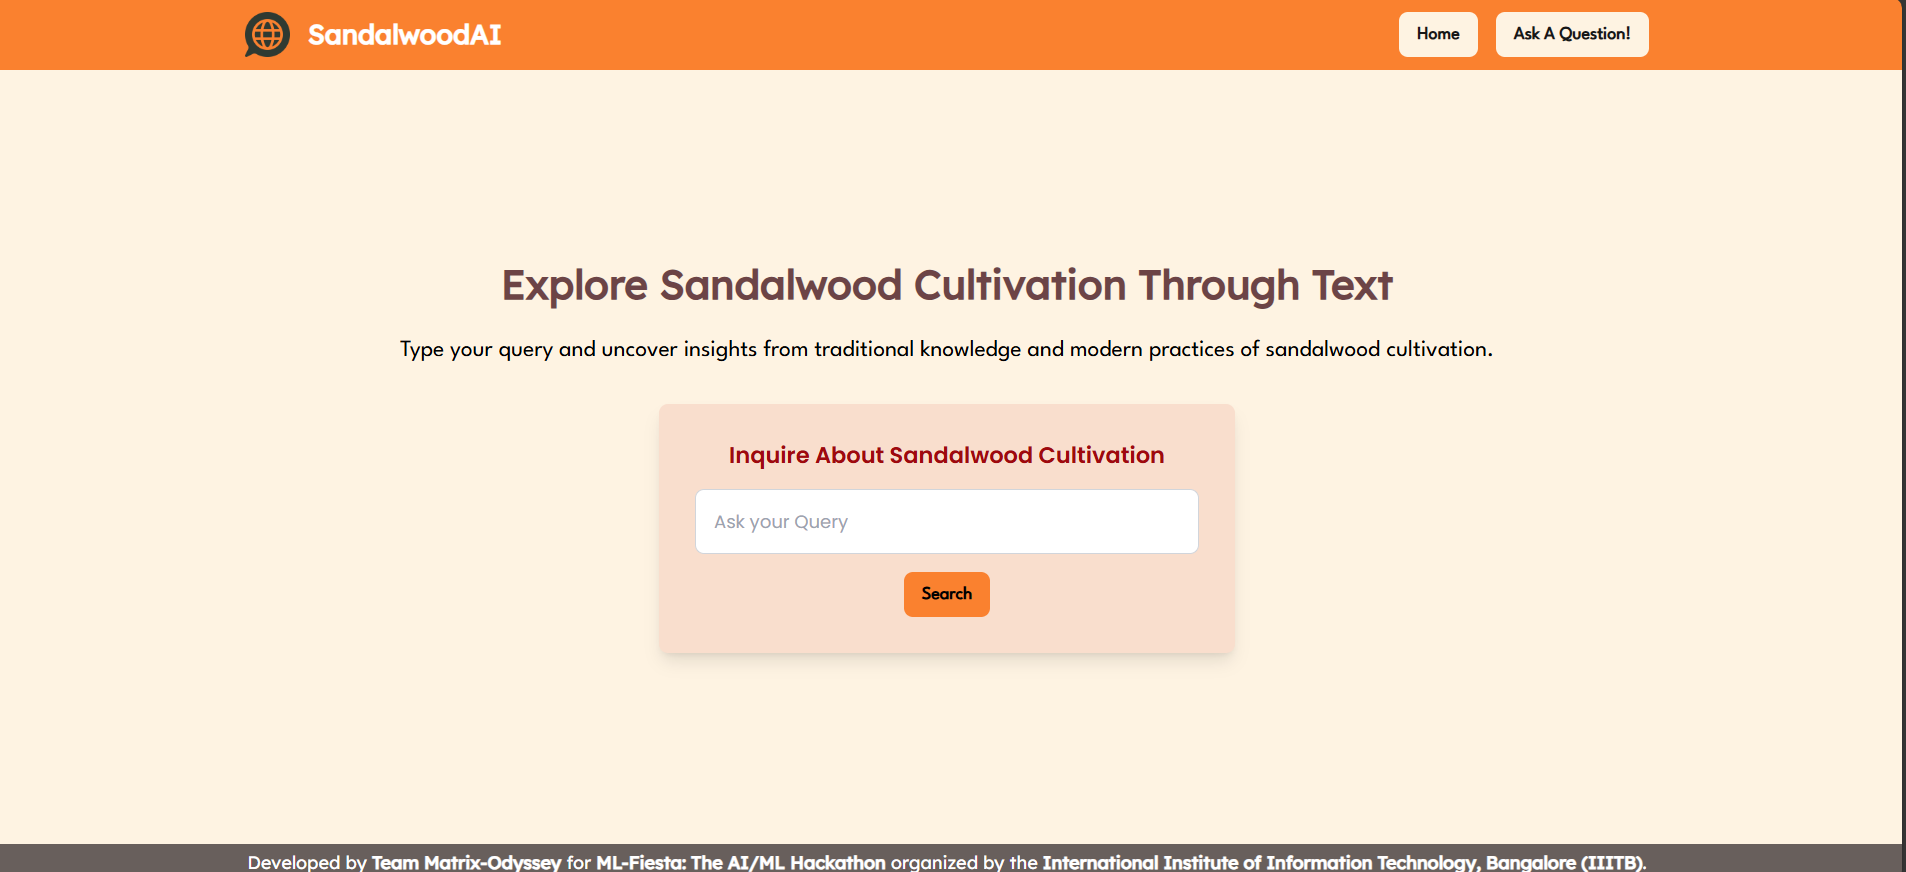 SandalwoodAI
Home
Ask A Question!
Explore Sandalwood Cultivation Through Text
Type your query and uncover insights from traditional knowledge and modern practices of sandalwood cultivation.
Inquire About Sandalwood Cultivation
Ask your Query
Search
Developed by Team Matrix-Odyssey for ML-Fiesta: The AI/ML Hackathon organized by the International Institute of Information Technology, Bangalore (IIITB).